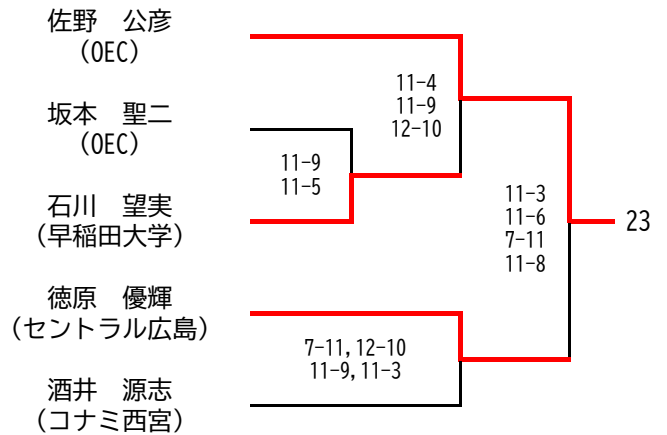 佐野　公彦
（OEC）
坂本　聖二
（OEC）
石川　望実
（早稲田大学）
徳原　優輝
（セントラル広島）
酒井　源志
（コナミ西宮）
11-9
11-5
11-4
11-9
12-10
7-11,12-10
11-9,11-3
11-3
11-6
7-11
11-8
23